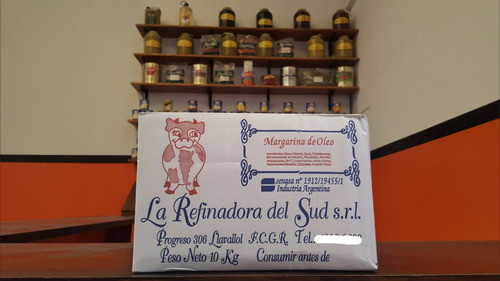 Margarina de Oleo
senasa nº 1912/19455/1
Industria Argentina
La Refinadora del Sud s.r.l.
Progreso 306 Llavallol F.C.G.R. Tel.
Peso Neto 10 Kg Consumir antes de